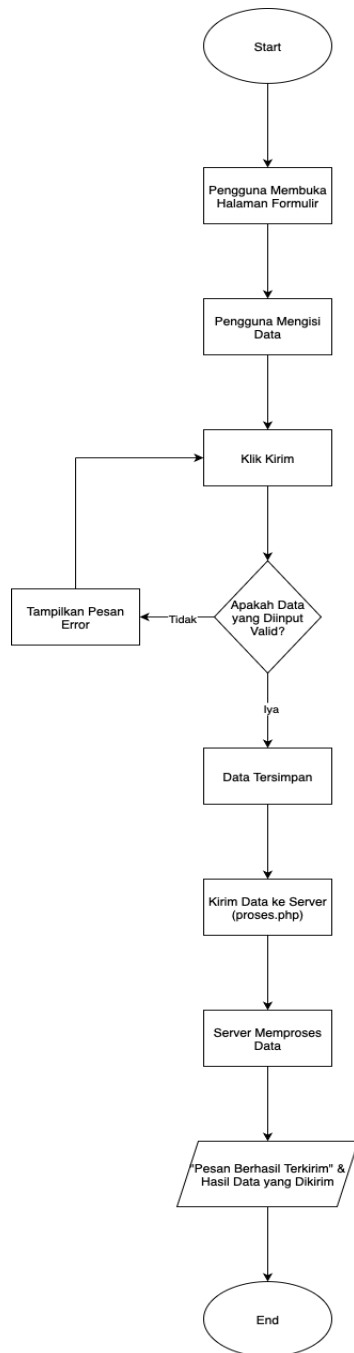 Start
Pengguna Membuka
Halaman Formulir
Pengguna Mengisi
Data
Klik Kirim
Apakah Data
yang Diinput
Valid?
Tidak
Tampilkan Pesan
Error
Iya
Data Tersimpan
Kirim Data ke Server
(proses.php)
Server Memproses
Data
"Pesan Berhasil Terkirim" &
Hasil Data yang Dikirim
End